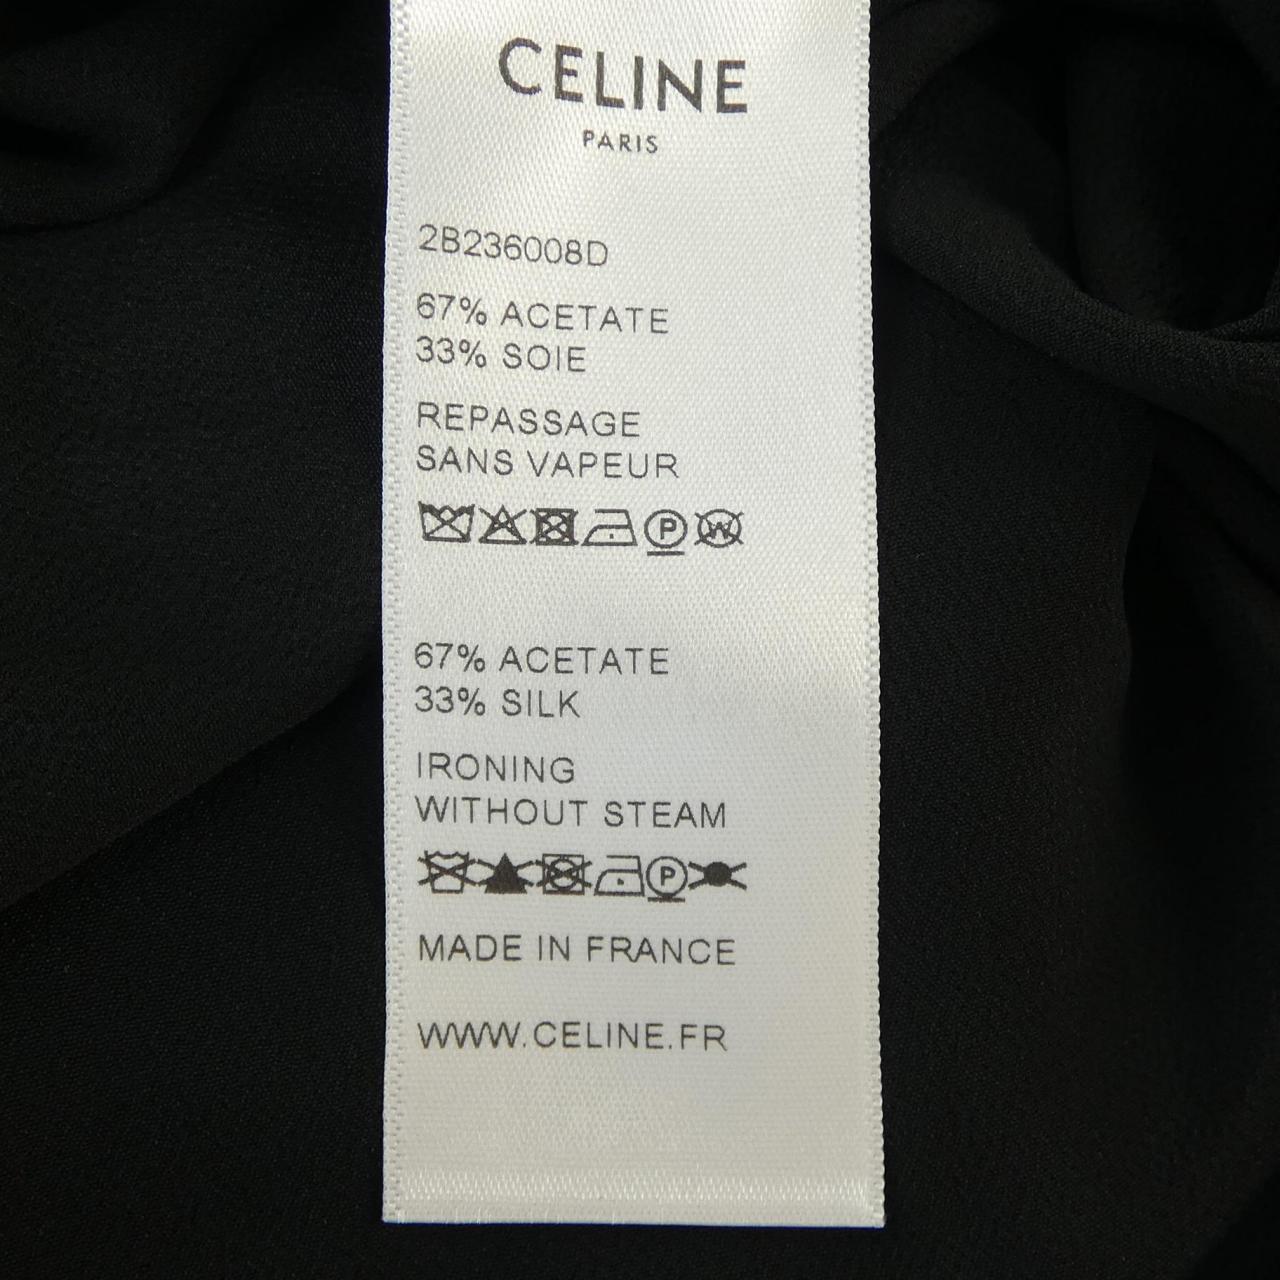 CELINE
PARIS
2B236008D
67% ACETATE
33% SOIE
REPASSAGE
SANS VAPEUR
P W
67% ACETATE
33% SILK
IRONING
WITHOUT STEAM
P
MADE IN FRANCE
WWW.CELINE.FR